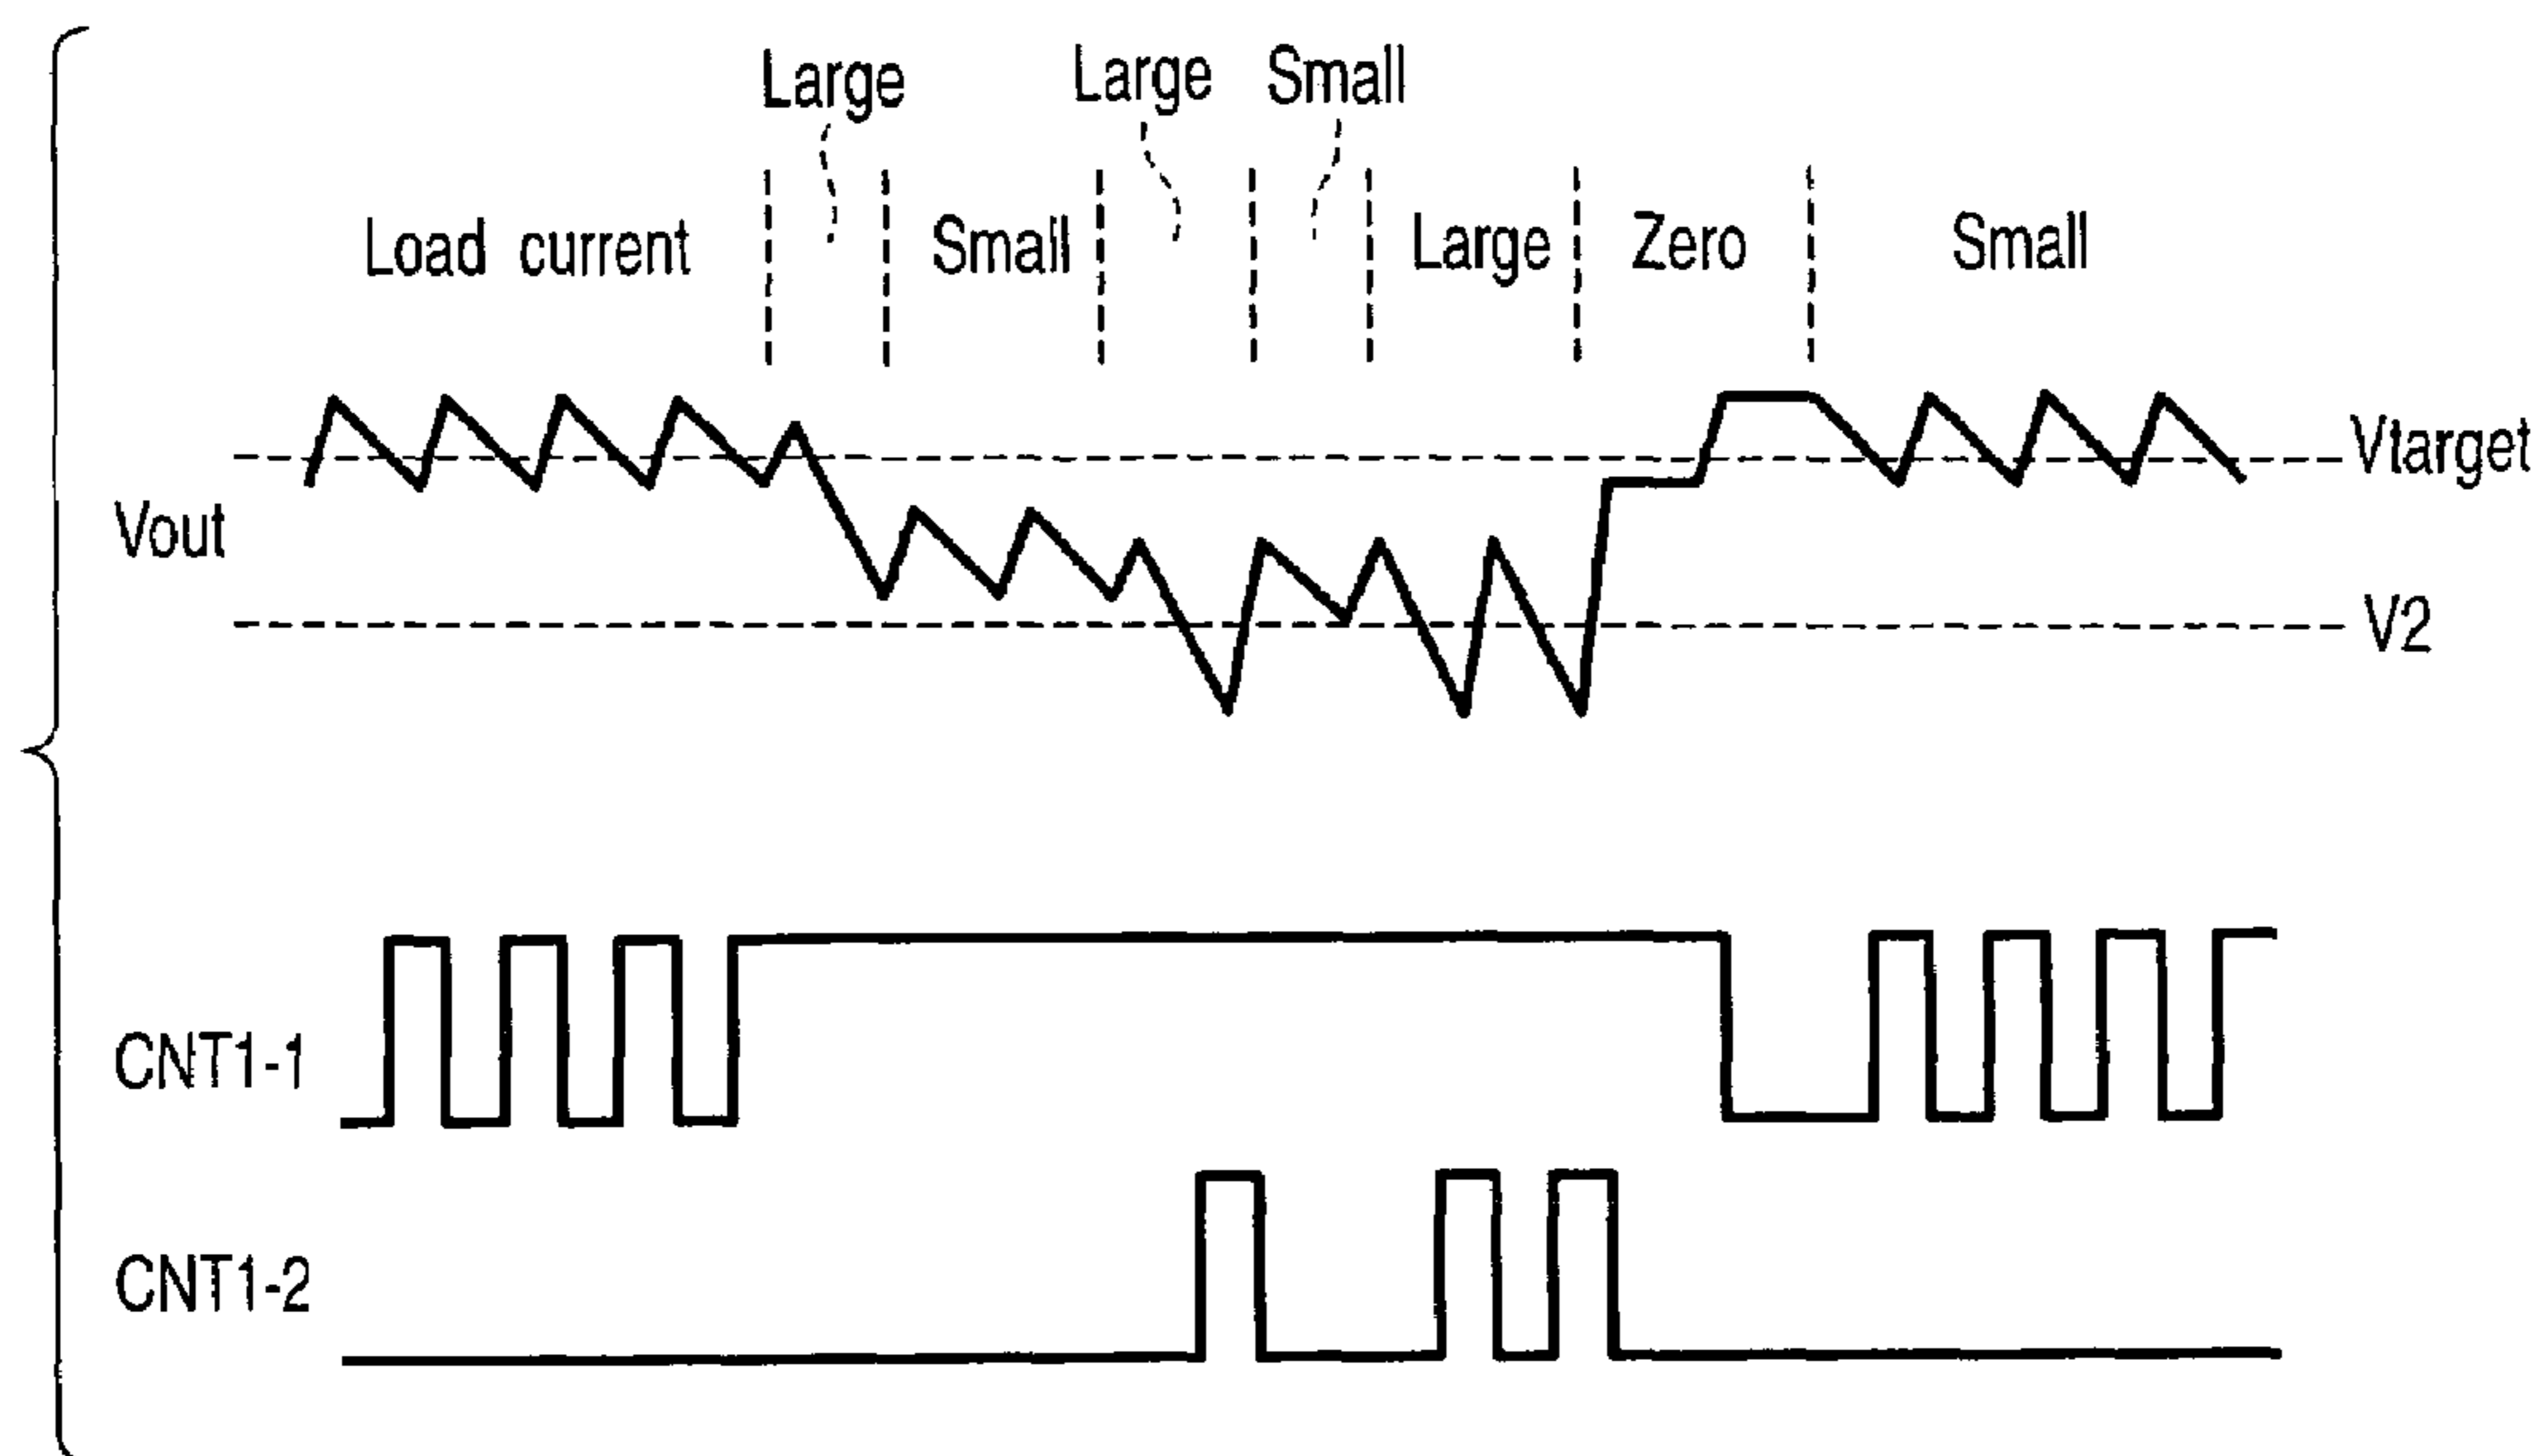 Large Large Small
Load current Small Large Zero Small
Vtarget
Vout
V2
CNT1-1
CNT1-2